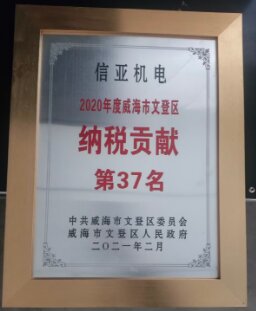 信亚机电
2020年度威海市文登区
纳税贡献
第37名
中共威海市文登区委员会
威海市文登区人民政府
二〇二一年二月